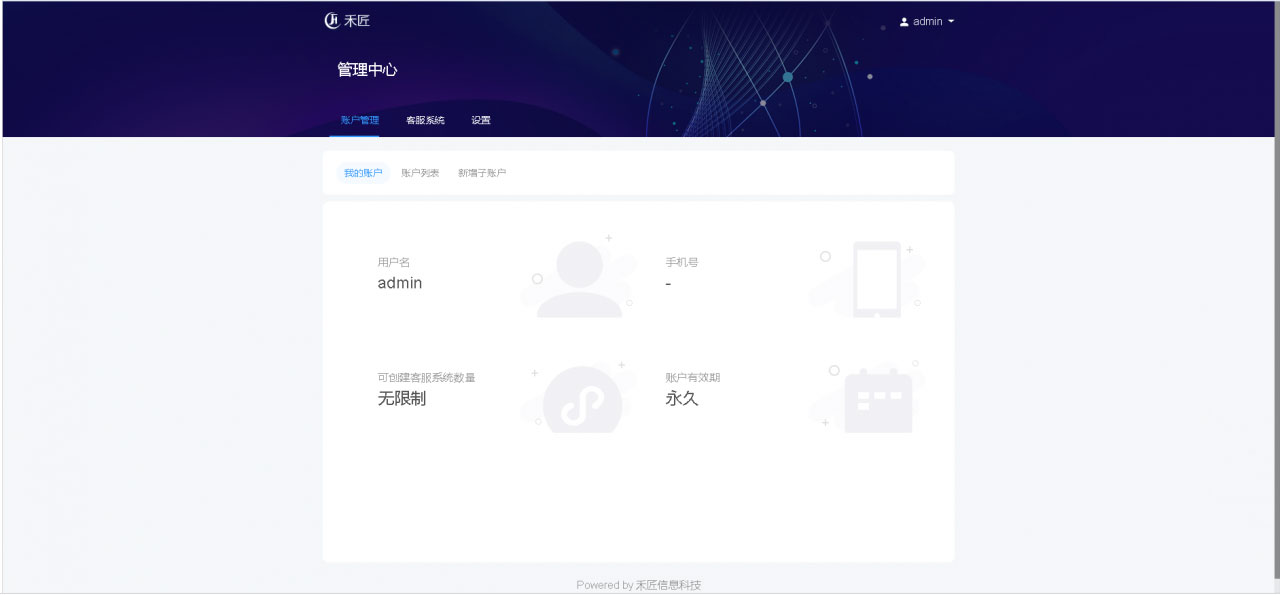 禾匠
admin
管理中心
账户管理 客服系统 设置
我的账户 账户列表 新增子账户
用户名
admin
手机号
-
可创建客服系统数量
无限制
账户有效期
永久
Powered by 禾匠信息科技